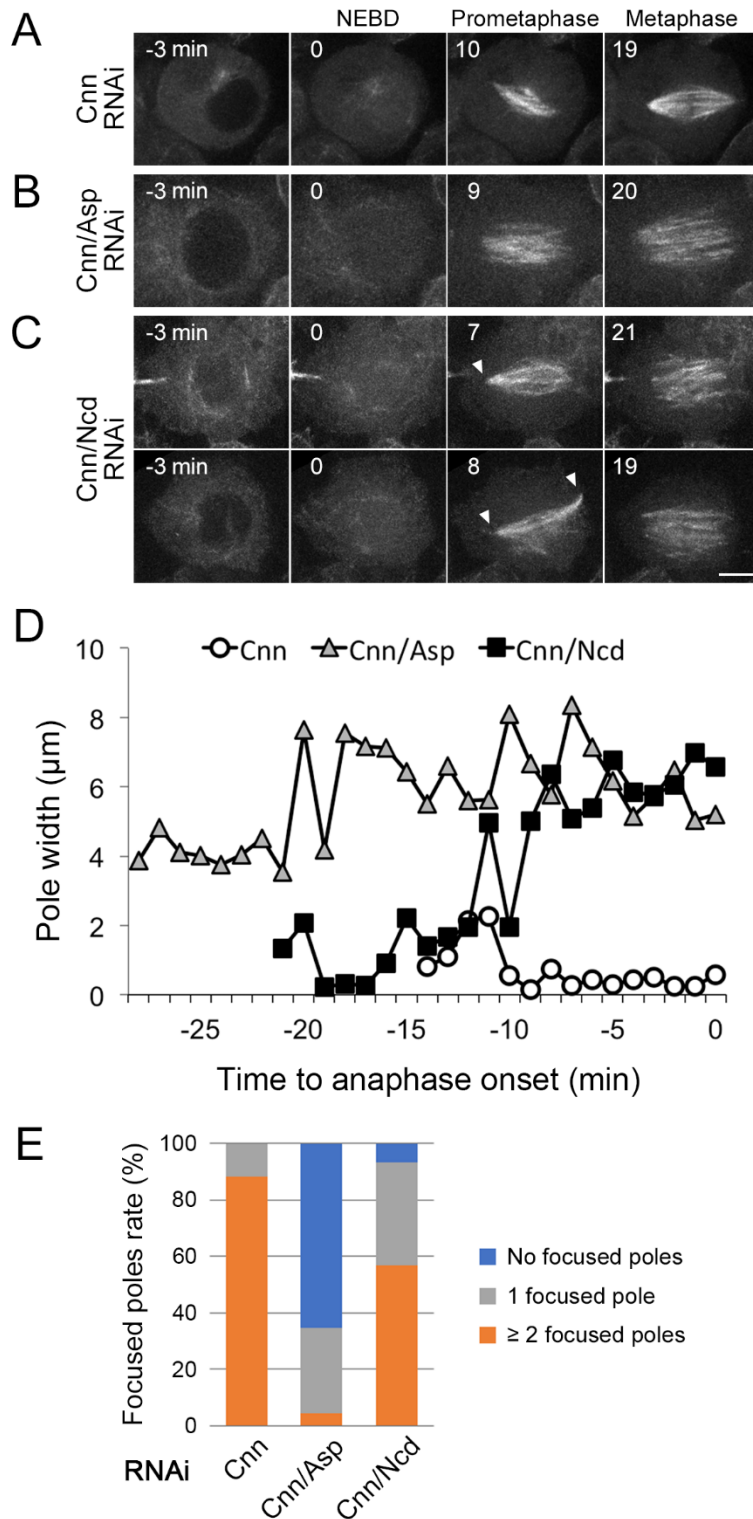 A
NEBD Prometaphase Metaphase
Cnn RNAi
-3 min 0 10 19
B
Cnn/Asp RNAi
-3 min 0 9 20
C
Cnn/Ncd RNAi
-3 min 0 7 21
-3 min 0 8 19
D
Cnn Cnn/Asp Cnn/Ncd
Pole width (µm)
10
8
6
4
2
0
-25 -20 -15 -10 -5 0
Time to anaphase onset (min)
E
Focused poles rate (%)
100
80
60
40
20
0
No focused poles
1 focused pole
≥ 2 focused poles
RNAi Cnn Cnn/Asp Cnn/Ncd